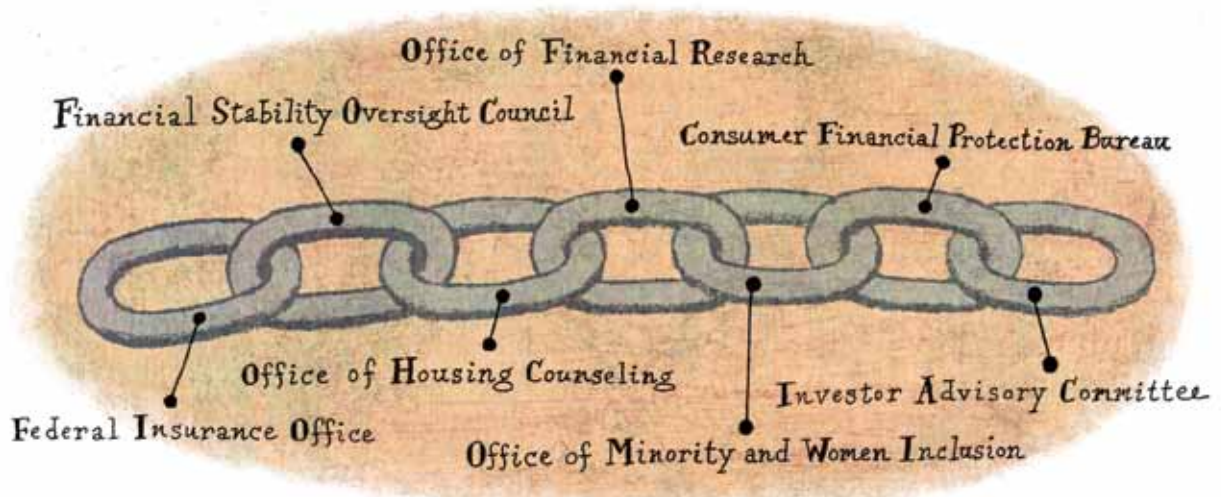 Office of Financial Research
Financial Stability Oversight Council
Consumer Financial Protection Bureau
Office of Housing Counseling
Investor Advisory Committee
Federal Insurance Office
Office of Minority and Women Inclusion